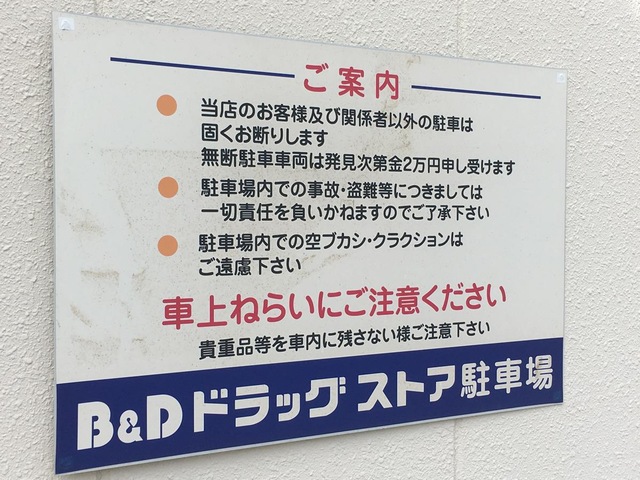 ご案内
当店のお客様及び関係者以外の駐車は
固くお断りします
無断駐車車両は発見次第金2万円申し受けます
駐車場内での事故・盗難等につきましては
一切責任を負いかねますのでご了承下さい
駐車場内での空ブカシ・クラクションは
ご遠慮下さい
車上ねらいにご注意ください
貴重品等を車内に残さない様ご注意下さい
B&Dドラッグストア駐車場